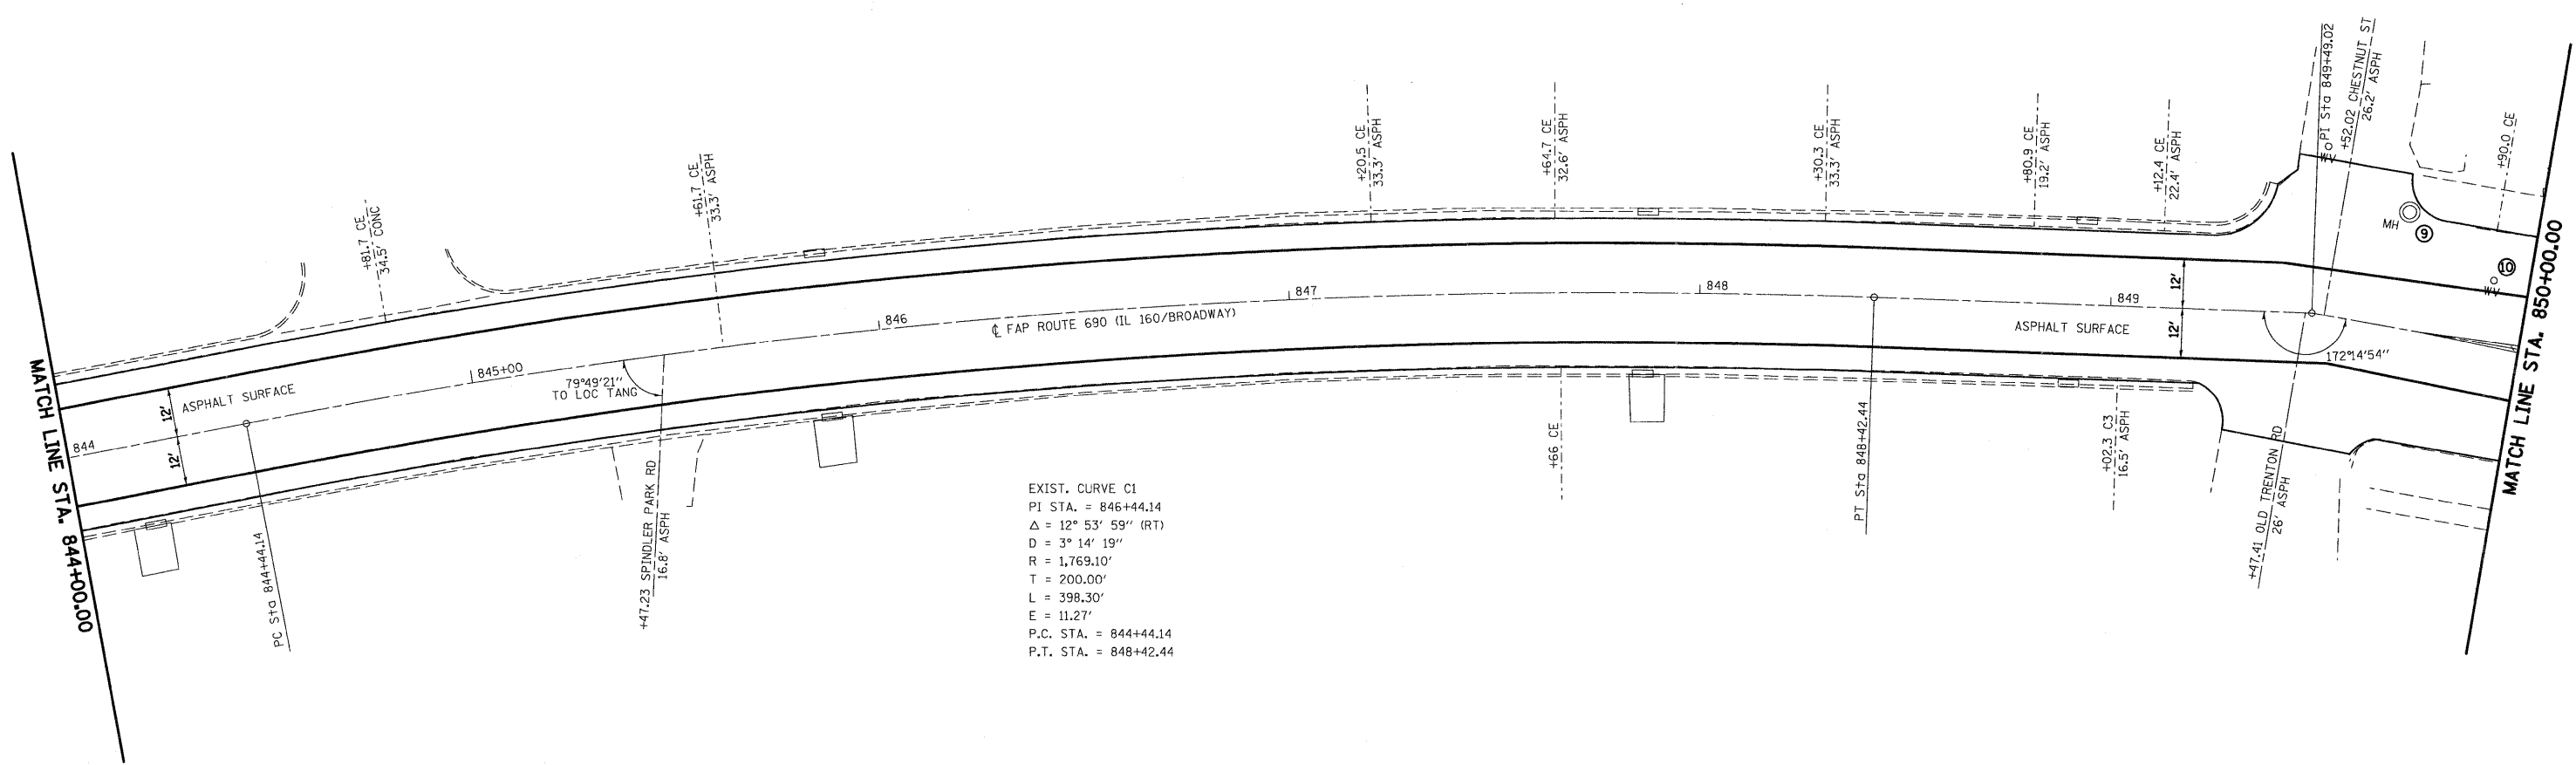 MATCH LINE STA. 844+00.00
844
12'
12'
ASPHALT SURFACE
PC Sta 844+44.14
+81.7 CE
34.5' CONC
845+00
79°49'21"
TO LOC TANG
+47.23 SPINDLER PARK RD
16.8' ASPH
+61.7 CE
33.3' ASPH
846
℄ FAP ROUTE 690 (IL 160/BROADWAY)
847
EXIST. CURVE C1
PI STA. = 846+44.14
Δ = 12° 53' 59" (RT)
D = 3° 14' 19"
R = 1,769.10'
T = 200.00'
L = 398.30'
E = 11.27'
P.C. STA. = 844+44.14
P.T. STA. = 848+42.44
+20.5 CE
33.3' ASPH
+64.7 CE
32.6' ASPH
+66 CE
848
+30.3 CE
33.3' ASPH
PT Sta 848+42.44
+80.9 CE
19.2' ASPH
+12.4 CE
22.4' ASPH
849
ASPHALT SURFACE
12'
12'
+02.3 C3
16.5' ASPH
+47.41 OLD TRENTON RD
26' ASPH
172°14'54"
PI Sta 849+49.02
WV
+52.02 CHESTNUT ST
26.2' ASPH
MH
9
10
WV
+90.0 CE
MATCH LINE STA. 850+00.00